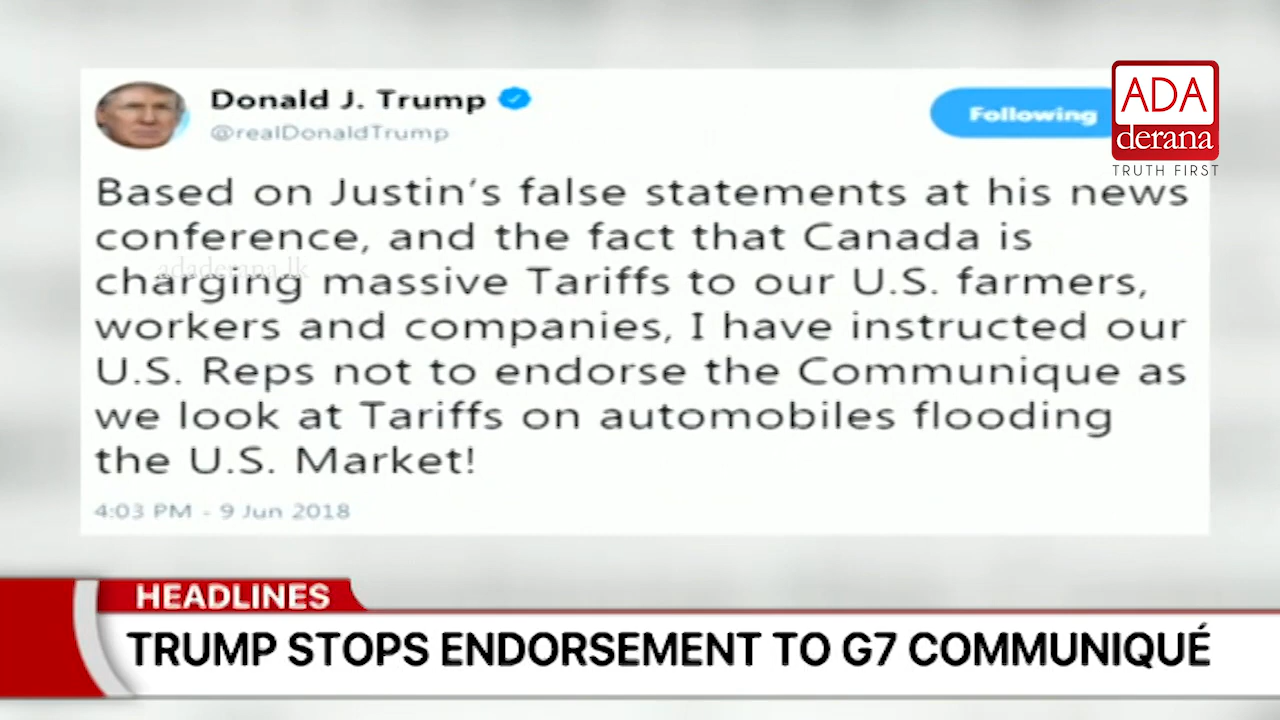 Donald J. Trump
@realDonaldTrump
Following
ADA
derana
TRUTH FIRST
Based on Justin's false statements at his news
conference, and the fact that Canada is
adaderana.lk
charging massive Tariffs to our U.S. farmers,
workers and companies, I have instructed our
U.S. Reps not to endorse the Communique as
we look at Tariffs on automobiles flooding
the U.S. Market!
4:03 PM - 9 Jun 2018
HEADLINES
TRUMP STOPS ENDORSEMENT TO G7 COMMUNIQUÉ